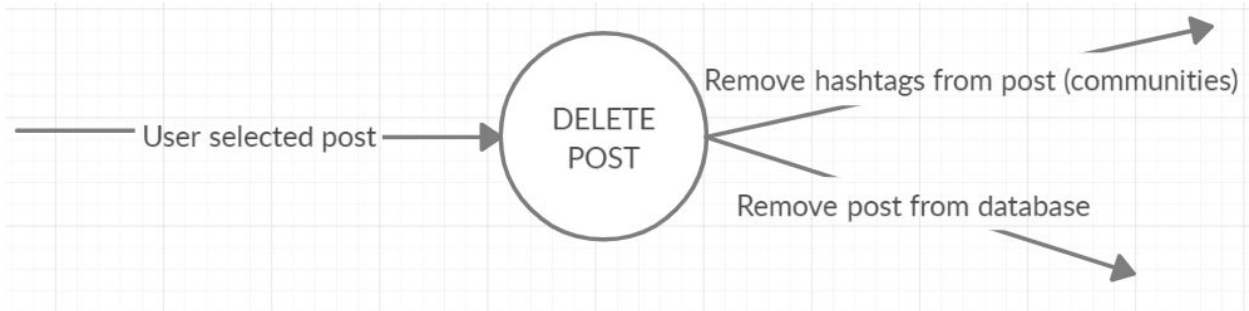 User selected post
DELETE
POST
Remove hashtags from post (communities)
Remove post from database